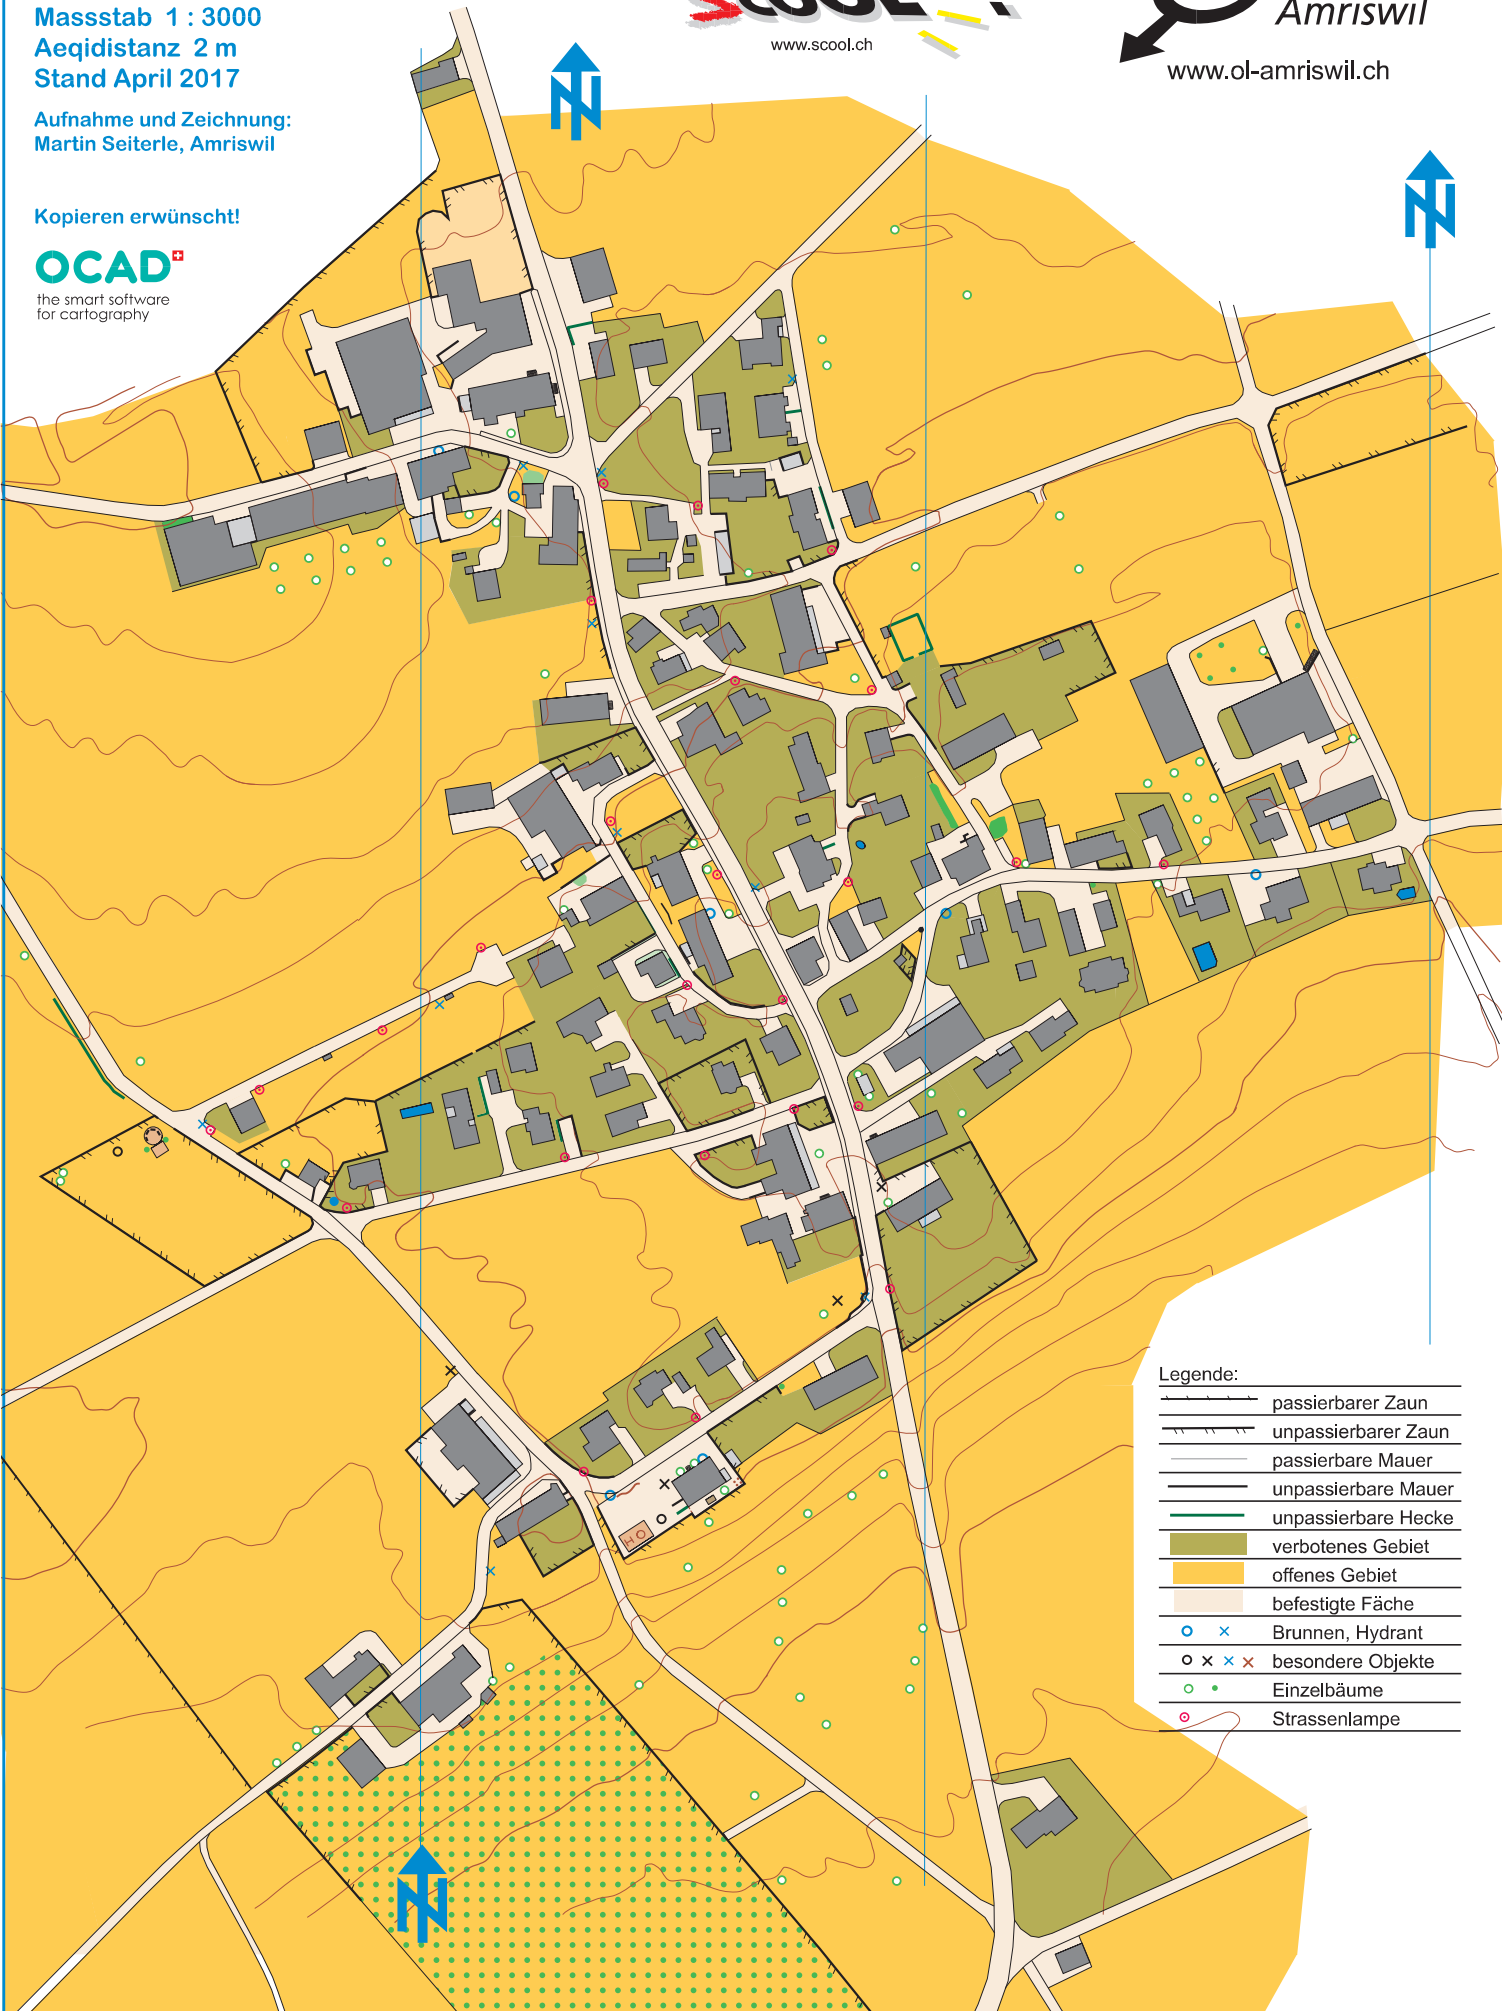 Massstab 1 : 3000
Aeqidistanz 2 m
Stand April 2017
Aufnahme und Zeichnung:
Martin Seiterle, Amriswil
Kopieren erwünscht!
OCAD
the smart software
for cartography
www.scool.ch
Amriswil
www.ol-amriswil.ch
N
N
N
H O
Legende:
passierbarer Zaun
unpassierbarer Zaun
passierbare Mauer
unpassierbare Mauer
unpassierbare Hecke
verbotenes Gebiet
offenes Gebiet
befestigte Fäche
Brunnen, Hydrant
besondere Objekte
Einzelbäume
Strassenlampe